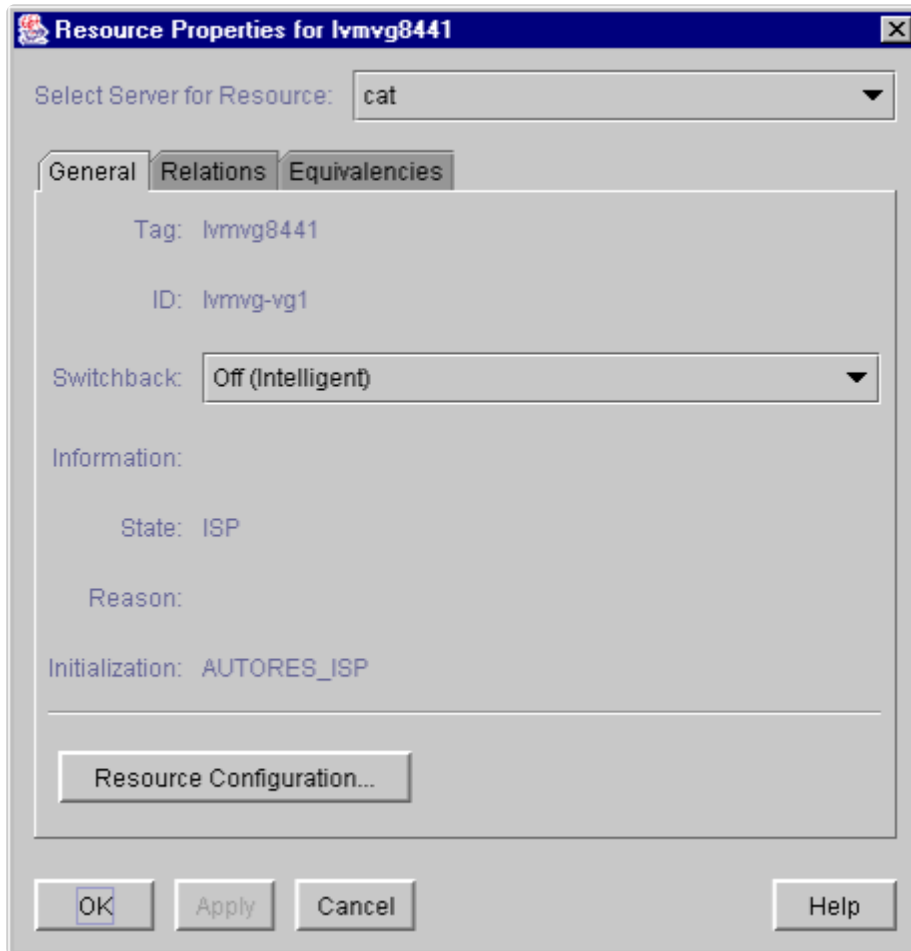 Resource Properties for lvmvg8441
Select Server for Resource: cat
General Relations Equivalencies
Tag: lvmvg8441
ID: lvmvg-vg1
Switchback: Off (Intelligent)
Information:
State: ISP
Reason:
Initialization: AUTORES_ISP
Resource Configuration...
OK Apply Cancel Help